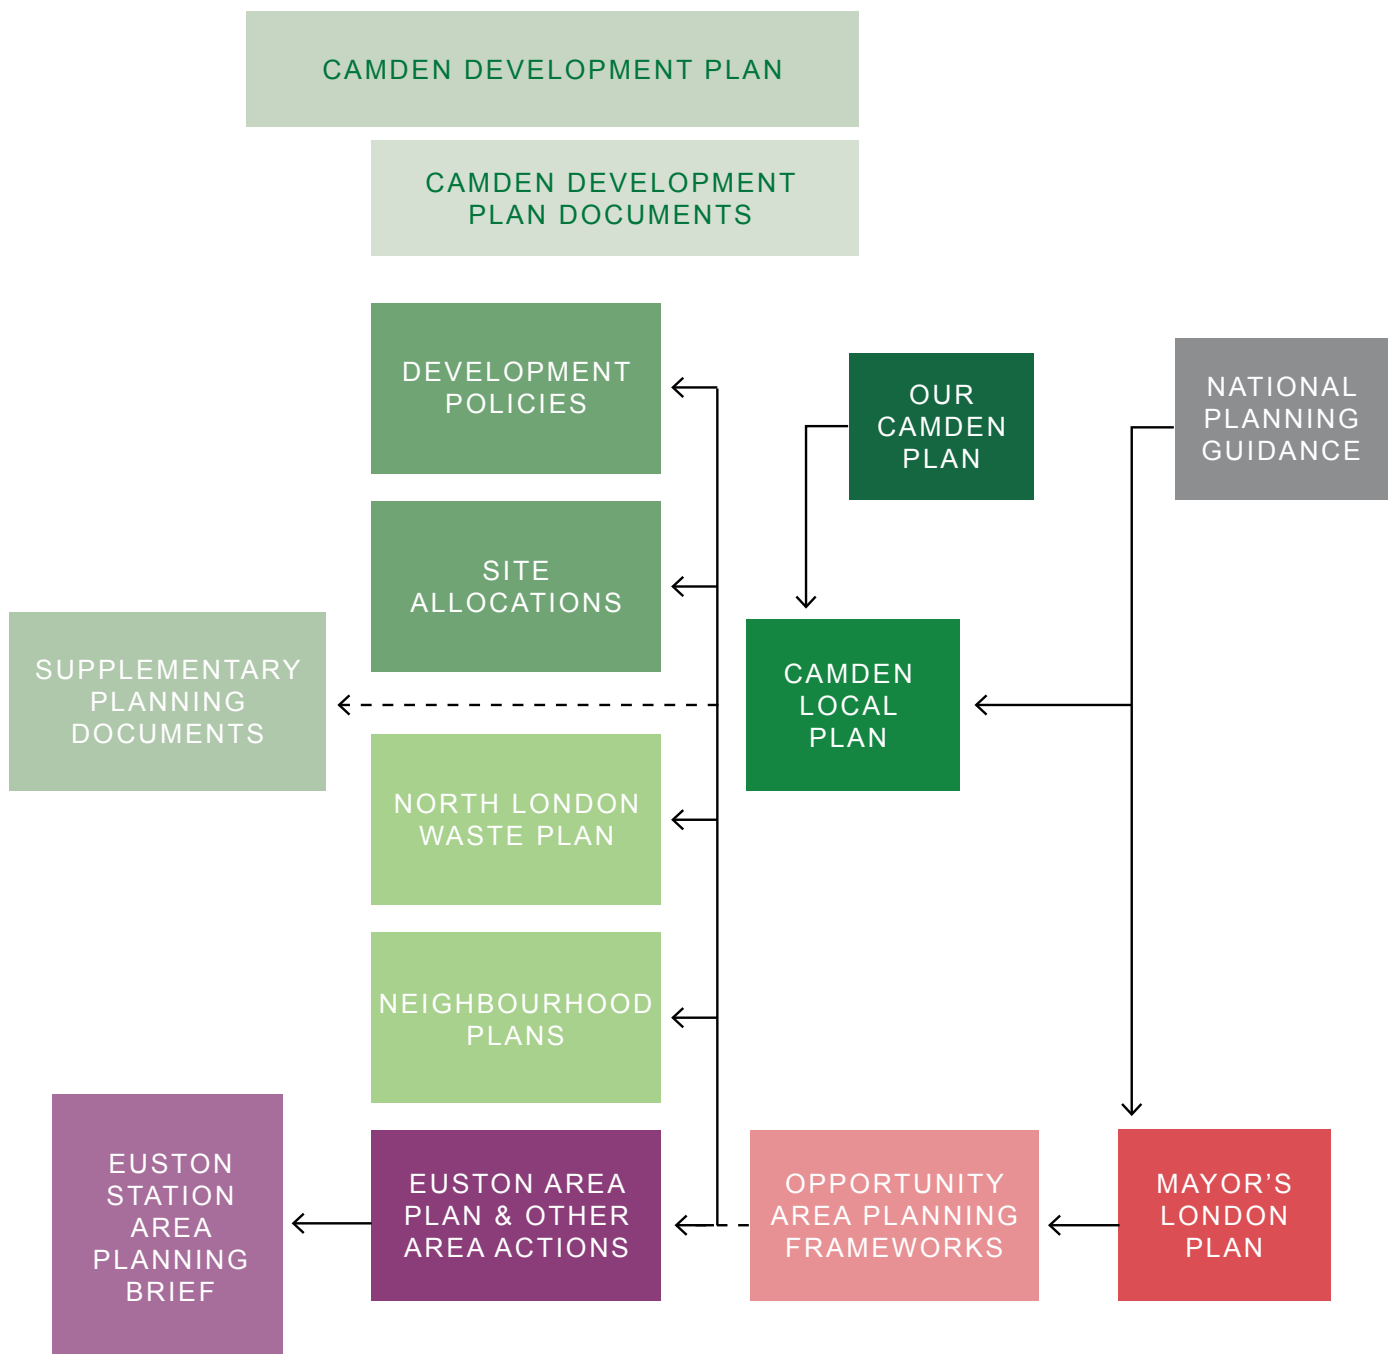 CAMDEN DEVELOPMENT PLAN
CAMDEN DEVELOPMENT
PLAN DOCUMENTS
DEVELOPMENT
POLICIES
OUR
CAMDEN
PLAN
NATIONAL
PLANNING
GUIDANCE
SITE
ALLOCATIONS
SUPPLEMENTARY
PLANNING
DOCUMENTS
CAMDEN
LOCAL
PLAN
NORTH LONDON
WASTE PLAN
NEIGHBOURHOOD
PLANS
EUSTON
STATION
AREA
PLANNING
BRIEF
EUSTON AREA
PLAN & OTHER
AREA ACTIONS
OPPORTUNITY
AREA PLANNING
FRAMEWORKS
MAYOR’S
LONDON
PLAN